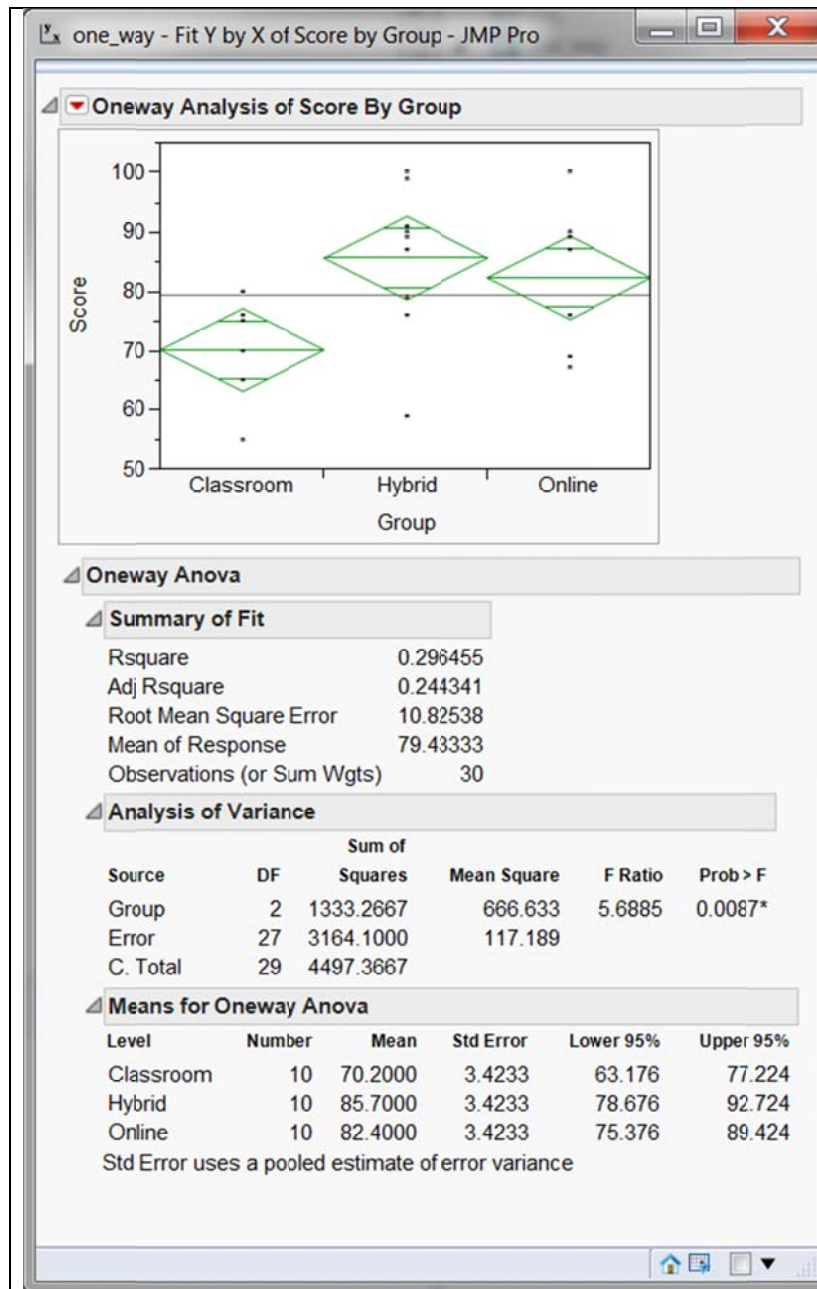 one_way - Fit Y by X of Score by Group - JMP Pro
Oneway Analysis of Score By Group
100
90
80
70
60
50
Score
Classroom Hybrid Online
Group
Oneway Anova
Summary of Fit
Rsquare 0.296455
Adj Rsquare 0.244341
Root Mean Square Error 10.82538
Mean of Response 79.43333
Observations (or Sum Wgts) 30
Analysis of Variance
Sum of
Source DF Squares Mean Square F Ratio Prob > F
Group 2 1333.2667 666.633 5.6885 0.0087*
Error 27 3164.1000 117.189
C. Total 29 4497.3667
Means for Oneway Anova
Level Number Mean Std Error Lower 95% Upper 95%
Classroom 10 70.2000 3.4233 63.176 77.224
Hybrid 10 85.7000 3.4233 78.676 92.724
Online 10 82.4000 3.4233 75.376 89.424
Std Error uses a pooled estimate of error variance